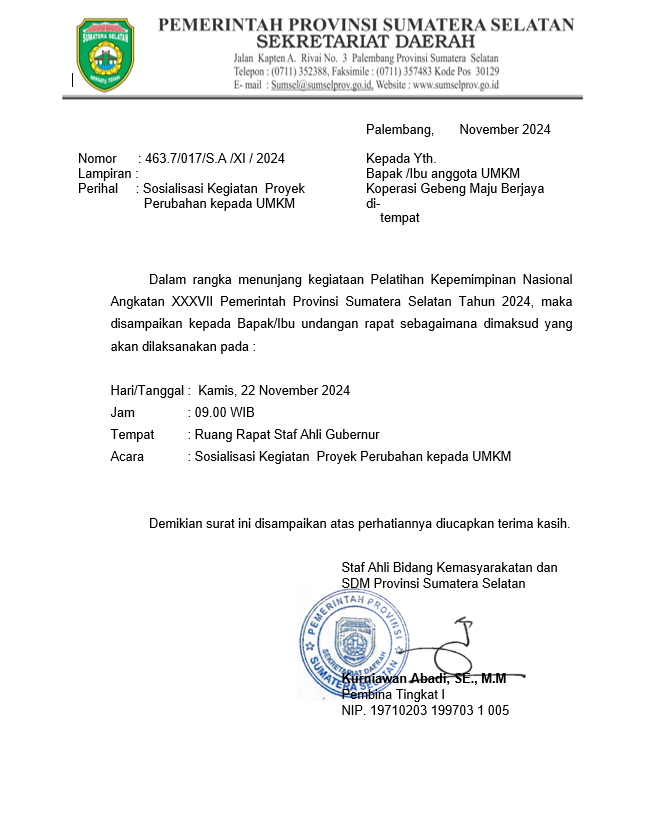 PEMERINTAH PROVINSI SUMATERA SELATAN
SEKRETARIAT DAERAH
Jalan Kapten A. Rivai No. 3 Palembang Provinsi Sumatera Selatan
Telepon : (0711) 352388, Faksimile : (0711) 357483 Kode Pos 30129
E- mail : Sumsel@sumselprov.go.id, Website : www.sumselprov.go.id
SUMATERA SELATAN
BERSATU TEGUH
Palembang, November 2024
Nomor : 463.7/017/S.A /XI / 2024
Lampiran :
Perihal : Sosialisasi Kegiatan Proyek
Perubahan kepada UMKM
Kepada Yth.
Bapak /Ibu anggota UMKM
Koperasi Gebeng Maju Berjaya
di-
tempat
Dalam rangka menunjang kegiataan Pelatihan Kepemimpinan Nasional
Angkatan XXXVII Pemerintah Provinsi Sumatera Selatan Tahun 2024, maka
disampaikan kepada Bapak/Ibu undangan rapat sebagaimana dimaksud yang
akan dilaksanakan pada :
Hari/Tanggal : Kamis, 22 November 2024
Jam : 09.00 WIB
Tempat : Ruang Rapat Staf Ahli Gubernur
Acara : Sosialisasi Kegiatan Proyek Perubahan kepada UMKM
Demikian surat ini disampaikan atas perhatiannya diucapkan terima kasih.
Staf Ahli Bidang Kemasyarakatan dan
SDM Provinsi Sumatera Selatan
PEMERINTAH PROVINSI
SEKRETARIAT DAERAH
SUMATERA SELATAN
Kurniawan Abadi, SE., M.M
Pembina Tingkat I
NIP. 19710203 199703 1 005